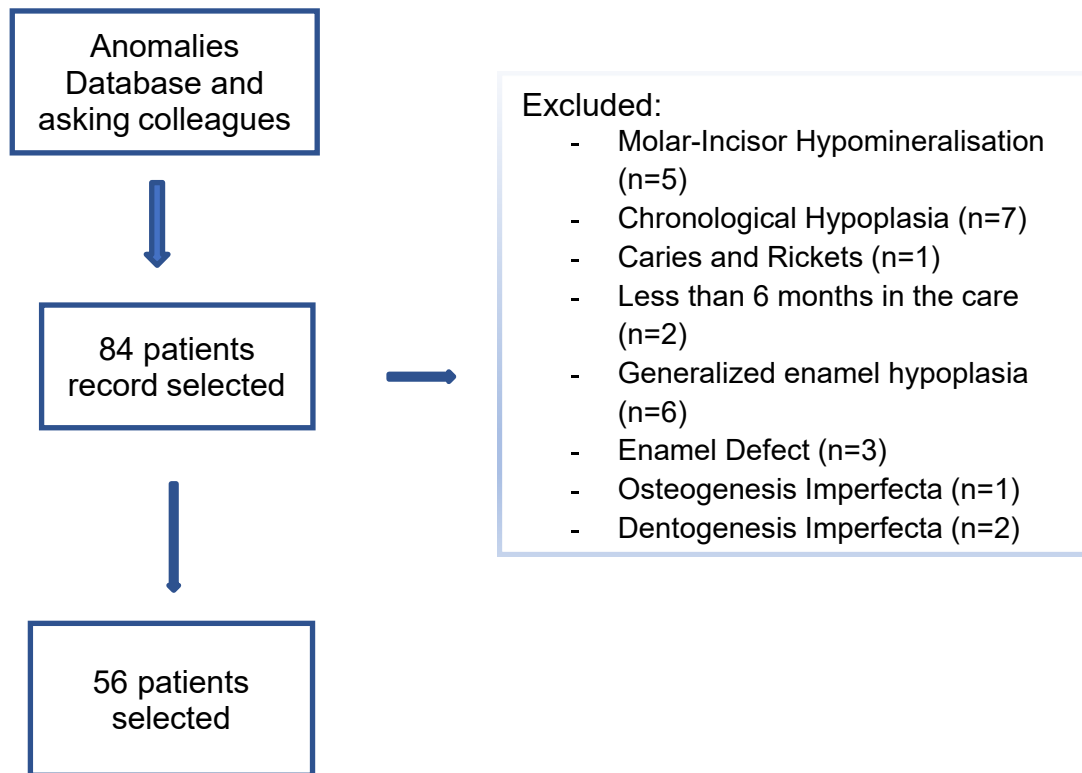 Anomalies
Database and
asking colleagues
Excluded:
- Molar-Incisor Hypomineralisation
(n=5)
- Chronological Hypoplasia (n=7)
- Caries and Rickets (n=1)
- Less than 6 months in the care
(n=2)
- Generalized enamel hypoplasia
(n=6)
- Enamel Defect (n=3)
- Osteogenesis Imperfecta (n=1)
- Dentogenesis Imperfecta (n=2)
84 patients
record selected
56 patients
selected